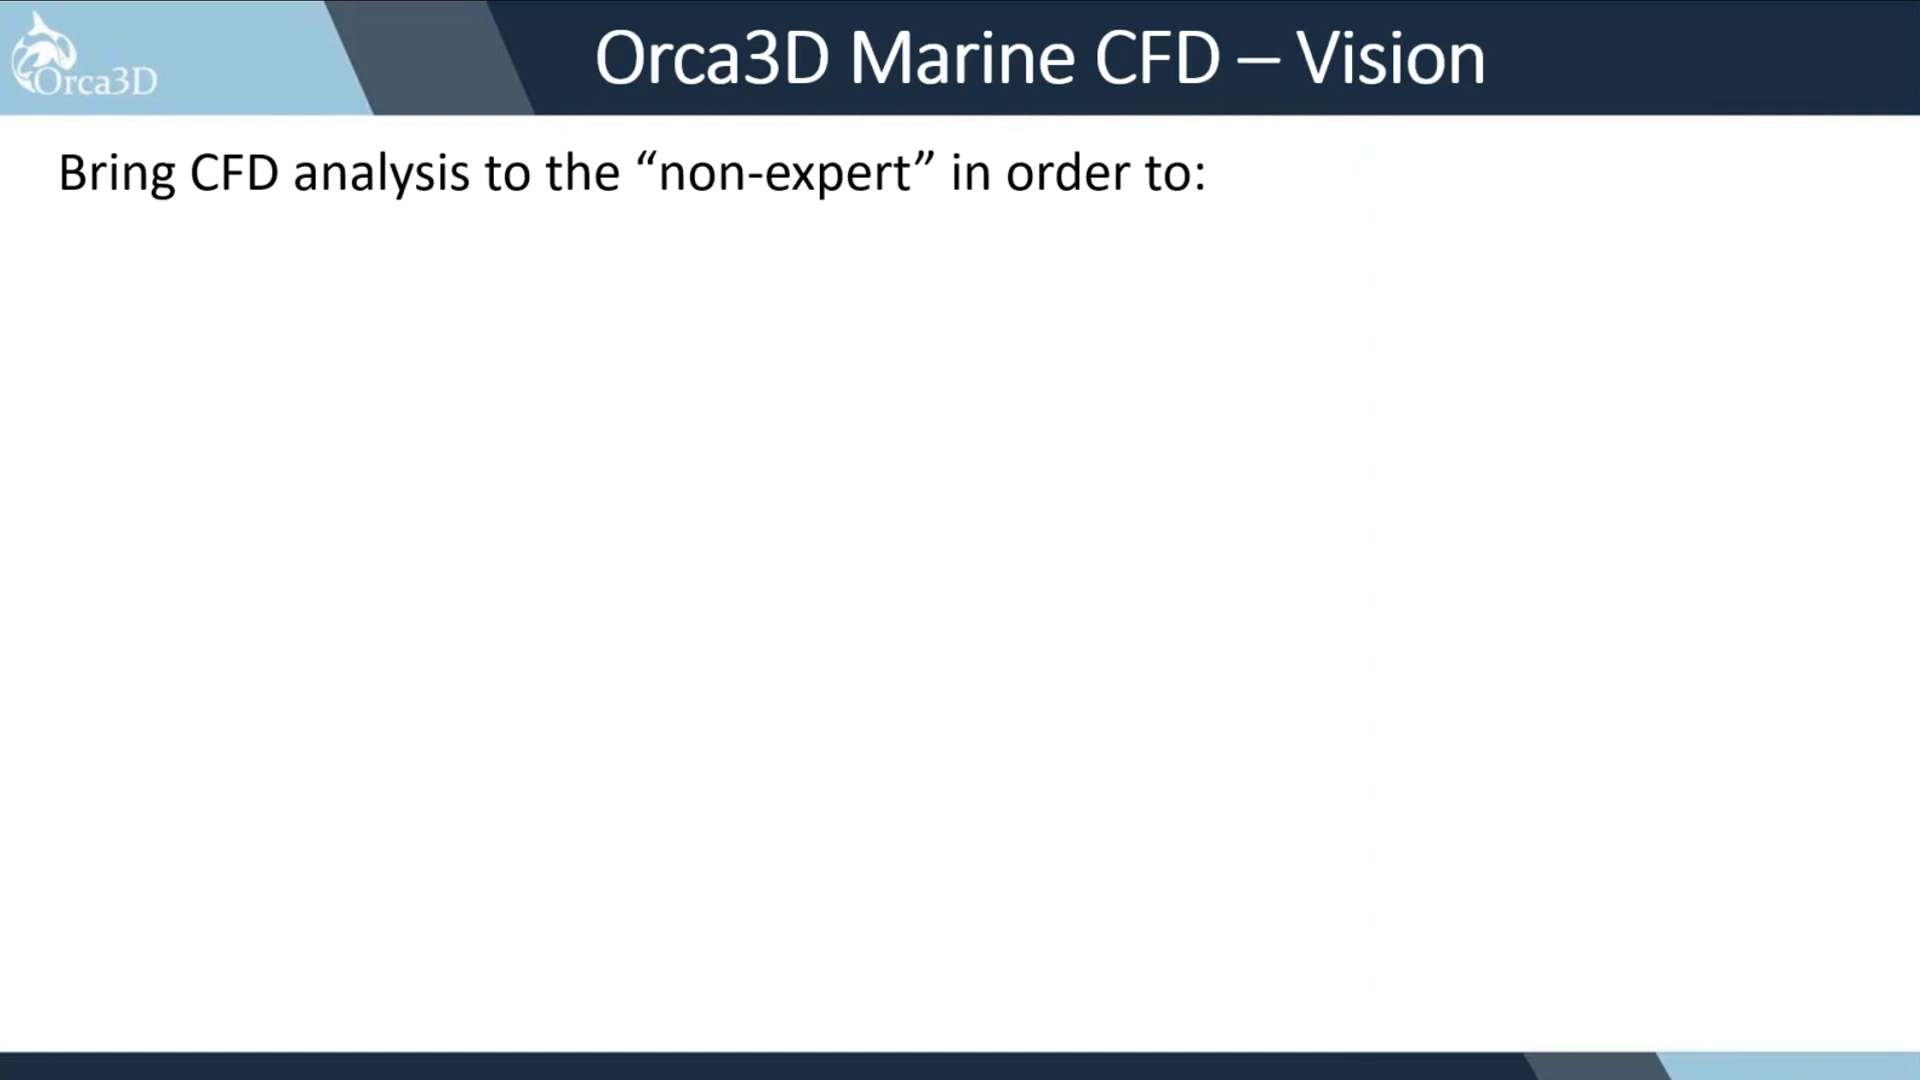 Orca3D
Orca3D Marine CFD – Vision
Bring CFD analysis to the “non-expert” in order to: